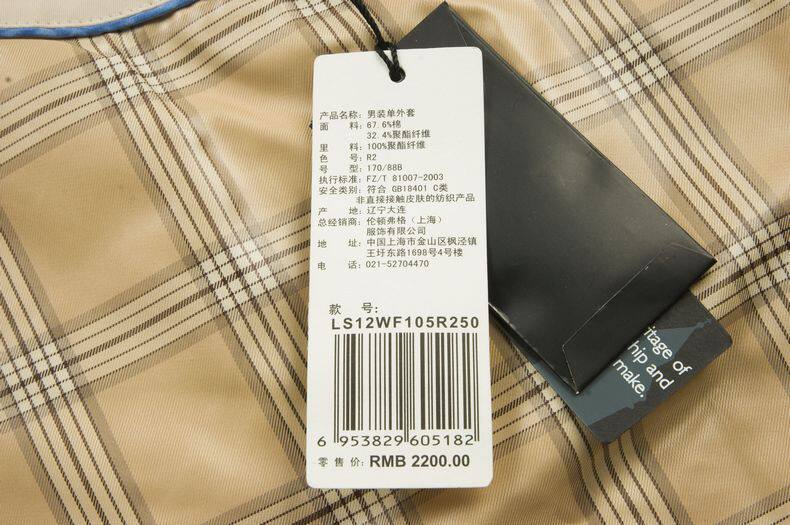 产品名称: 男装单外套
面 料: 67.6%棉
32.4%聚酯纤维
里 料: 100%聚酯纤维
色 号: R2
号 型: 170/88B
执行标准: FZ/T 81007-2003
安全类别: 符合 GB18401 C类
非直接接触皮肤的纺织产品
产 地: 辽宁大连
总经销商: 伦顿弗格（上海）
服饰有限公司
地 址: 中国上海市金山区枫泾镇
王圩东路1698号4号楼
电 话: 021-52704470
款 号:
LS12WF105R250
6 953829 605182
零售价: RMB 2200.00
itage of
hip and
make.